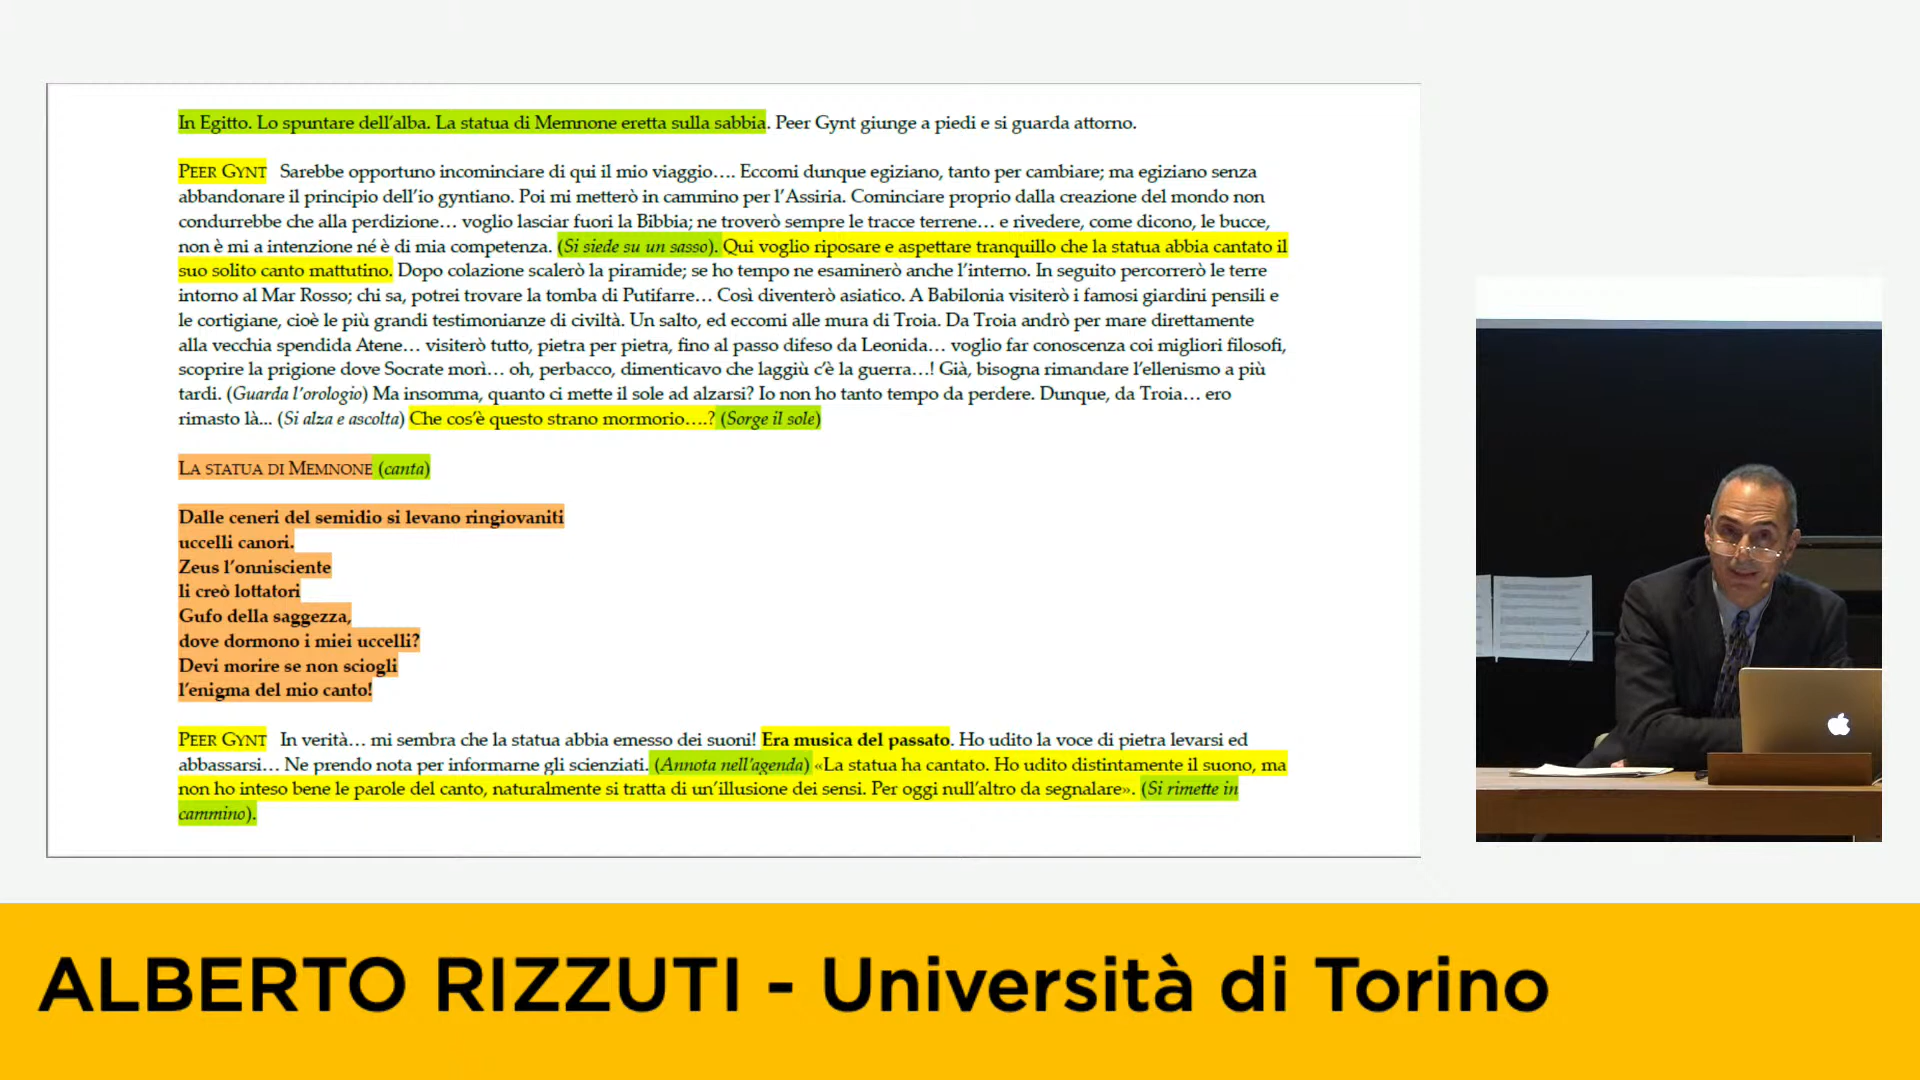 In Egitto. Lo spuntare dell’alba. La statua di Memnone eretta sulla sabbia. Peer Gynt giunge a piedi e si guarda attorno.
PEER GYNT Sarebbe opportuno incominciare di qui il mio viaggio…. Eccomi dunque egiziano, tanto per cambiare; ma egiziano senza
abbandonare il principio dell’io gyntiano. Poi mi metterò in cammino per l’Assiria. Cominciare proprio dalla creazione del mondo non
condurrebbe che alla perdizione… voglio lasciar fuori la Bibbia; ne troverò sempre le tracce terrene… e rivedere, come dicono, le bucce,
non è mi a intenzione né è di mia competenza. (Si siede su un sasso). Qui voglio riposare e aspettare tranquillo che la statua abbia cantato il
suo solito canto mattutino. Dopo colazione scalerò la piramide; se ho tempo ne esaminerò anche l’interno. In seguito percorrerò le terre
intorno al Mar Rosso; chi sa, potrei trovare la tomba di Putifarre… Così diventerò asiatico. A Babilonia visiterò i famosi giardini pensili e
le cortigiane, cioè le più grandi testimonianze di civiltà. Un salto, ed eccomi alle mura di Troia. Da Troia andrò per mare direttamente
alla vecchia spendida Atene… visiterò tutto, pietra per pietra, fino al passo difeso da Leonida… voglio far conoscenza coi migliori filosofi,
scoprire la prigione dove Socrate morì… oh, perbacco, dimenticavo che laggiù c’è la guerra…! Già, bisogna rimandare l’ellenismo a più
tardi. (Guarda l’orologio) Ma insomma, quanto ci mette il sole ad alzarsi? Io non ho tanto tempo da perdere. Dunque, da Troia… ero
rimasto là... (Si alza e ascolta) Che cos’è questo strano mormorio….? (Sorge il sole)
LA STATUA DI MEMNONE (canta)
Dalle ceneri del semidio si levano ringiovaniti
uccelli canori.
Zeus l’onnisciente
li creò lottatori
Gufo della saggezza,
dove dormono i miei uccelli?
Devi morire se non sciogli
l’enigma del mio canto!
PEER GYNT In verità… mi sembra che la statua abbia emesso dei suoni! Era musica del passato. Ho udito la voce di pietra levarsi ed
abbassarsi… Ne prendo nota per informarne gli scienziati. (Annota nell’agenda) «La statua ha cantato. Ho udito distintamente il suono, ma
non ho inteso bene le parole del canto, naturalmente si tratta di un’illusione dei sensi. Per oggi null’altro da segnalare». (Si rimette in
cammino).
ALBERTO RIZZUTI - Università di Torino